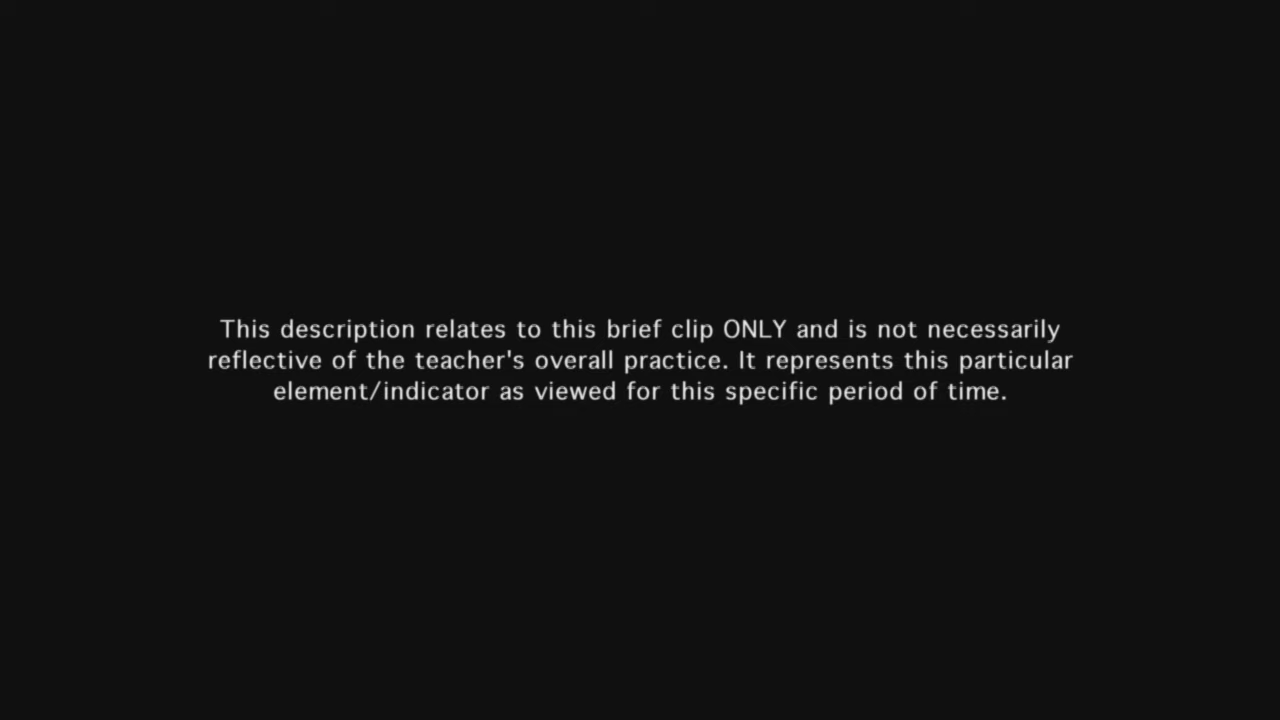 This description relates to this brief clip ONLY and is not necessarily
reflective of the teacher's overall practice. It represents this particular
element/indicator as viewed for this specific period of time.